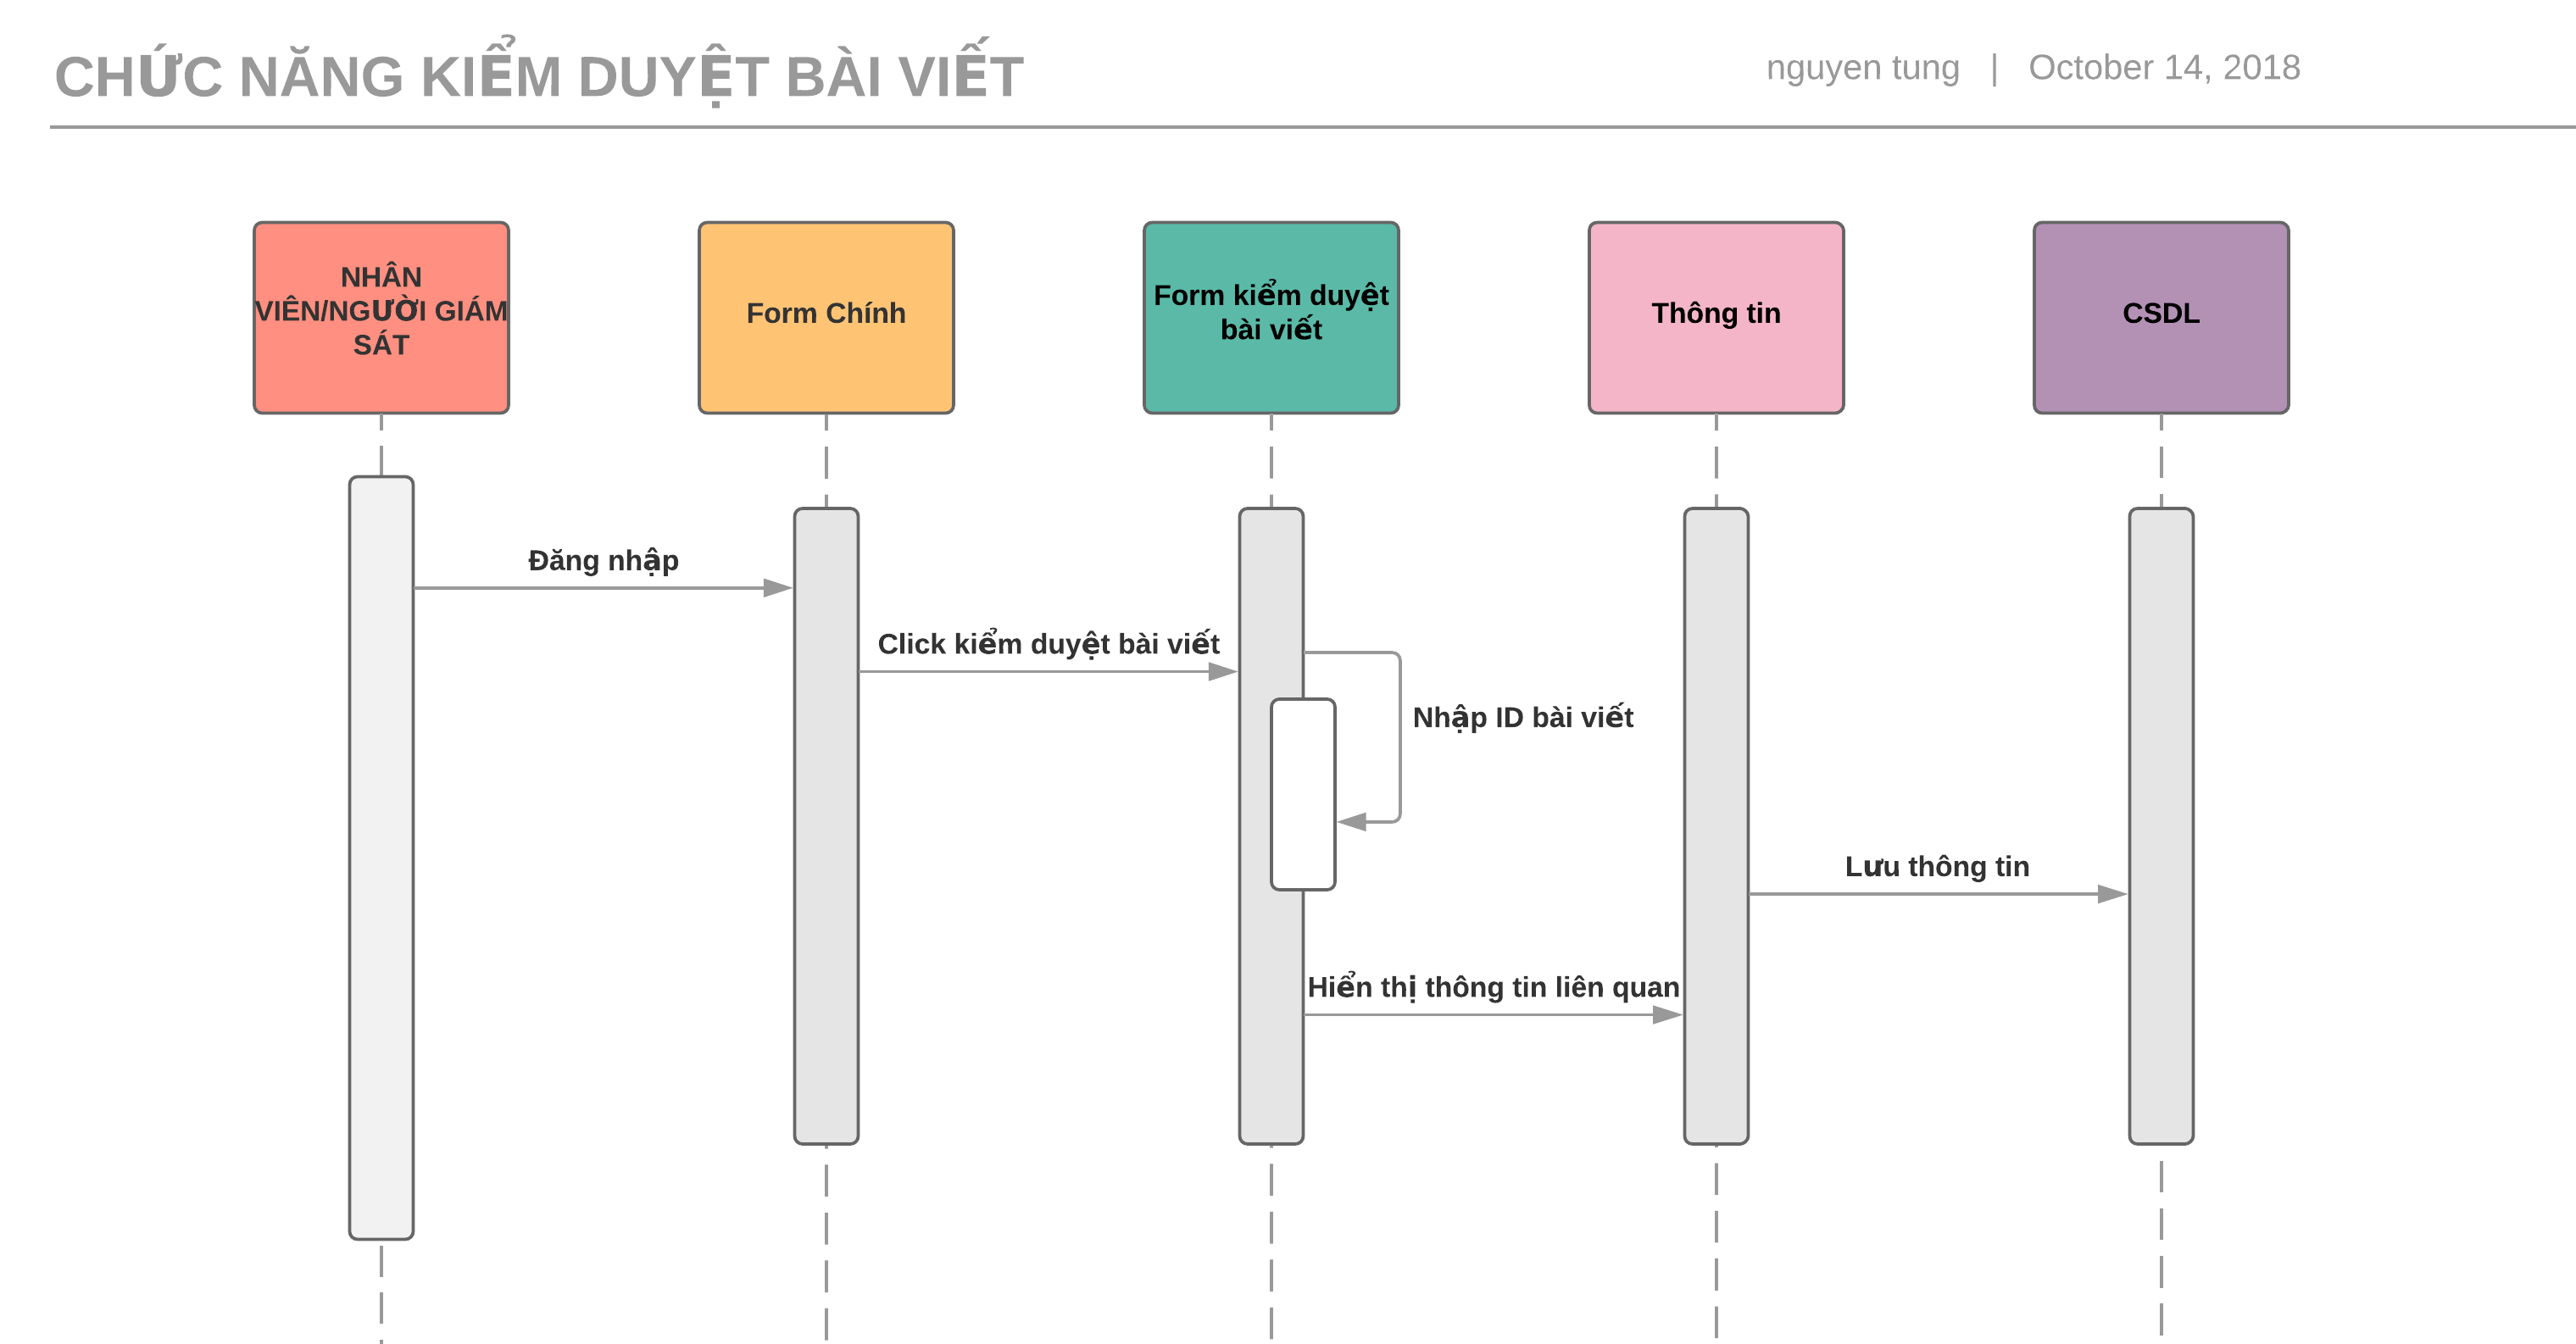 CHỨC NĂNG KIỂM DUYỆT BÀI VIẾT
nguyen tung | October 14, 2018
NHÂN
VIÊN/NGƯỜI GIÁM
SÁT
Form Chính
Form kiểm duyệt
bài viết
Thông tin
CSDL
Đăng nhập
Click kiểm duyệt bài viết
Nhập ID bài viết
Lưu thông tin
Hiển thị thông tin liên quan